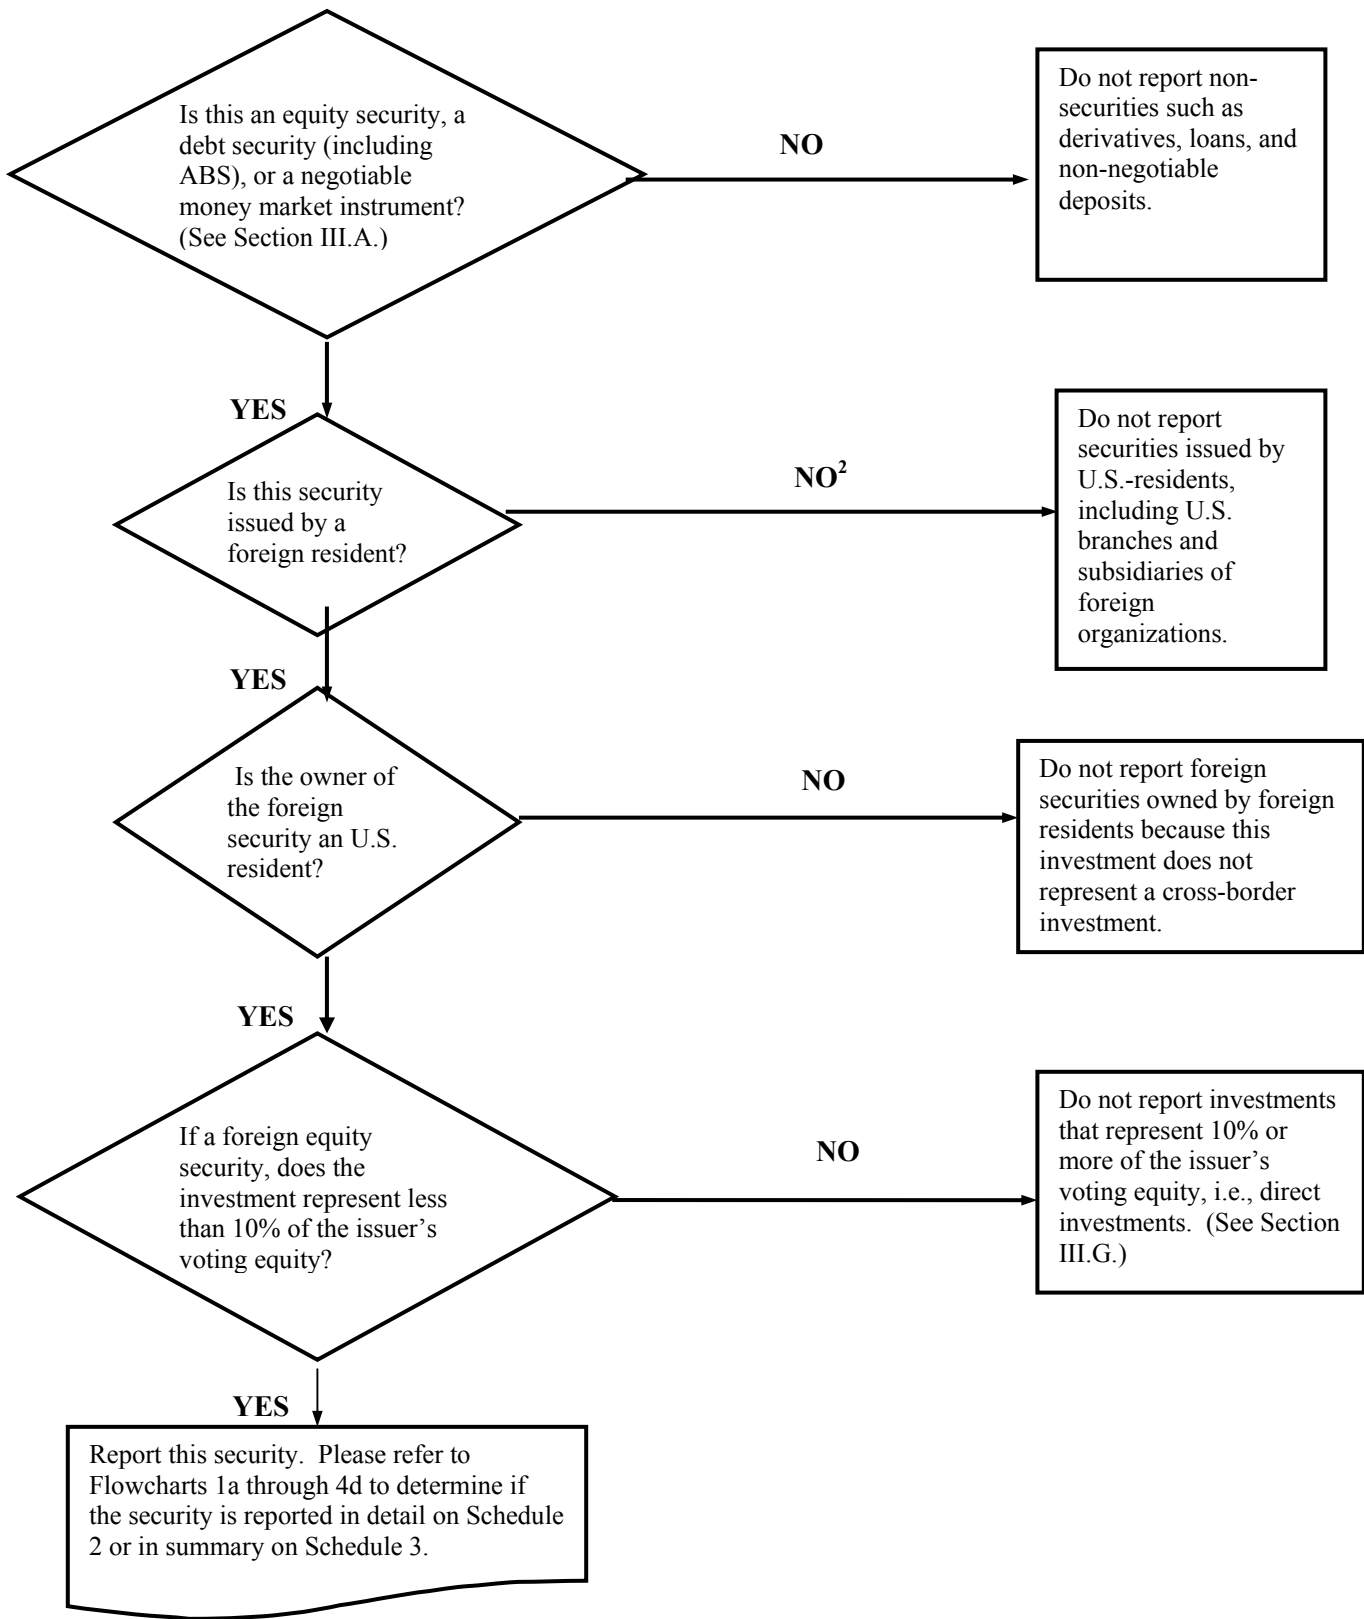 Is this an equity security, a
debt security (including
ABS), or a negotiable
money market instrument?
(See Section III.A.)
NO
Do not report non-
securities such as
derivatives, loans, and
non-negotiable
deposits.
YES
Is this security
issued by a
foreign resident?
NO²
Do not report
securities issued by
U.S.-residents,
including U.S.
branches and
subsidiaries of
foreign
organizations.
YES
Is the owner of
the foreign
security an U.S.
resident?
NO
Do not report foreign
securities owned by foreign
residents because this
investment does not
represent a cross-border
investment.
YES
If a foreign equity
security, does the
investment represent less
than 10% of the issuer’s
voting equity?
NO
Do not report investments
that represent 10% or
more of the issuer’s
voting equity, i.e., direct
investments.  (See Section
III.G.)
YES
Report this security.  Please refer to
Flowcharts 1a through 4d to determine if
the security is reported in detail on Schedule
2 or in summary on Schedule 3.